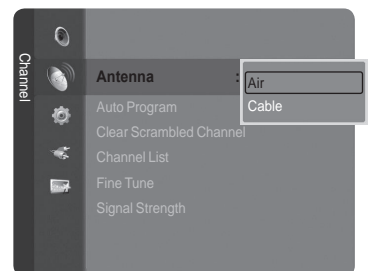 Channel
Antenna : Air
Cable
Auto Program
Clear Scrambled Channel
Channel List
Fine Tune
Signal Strength